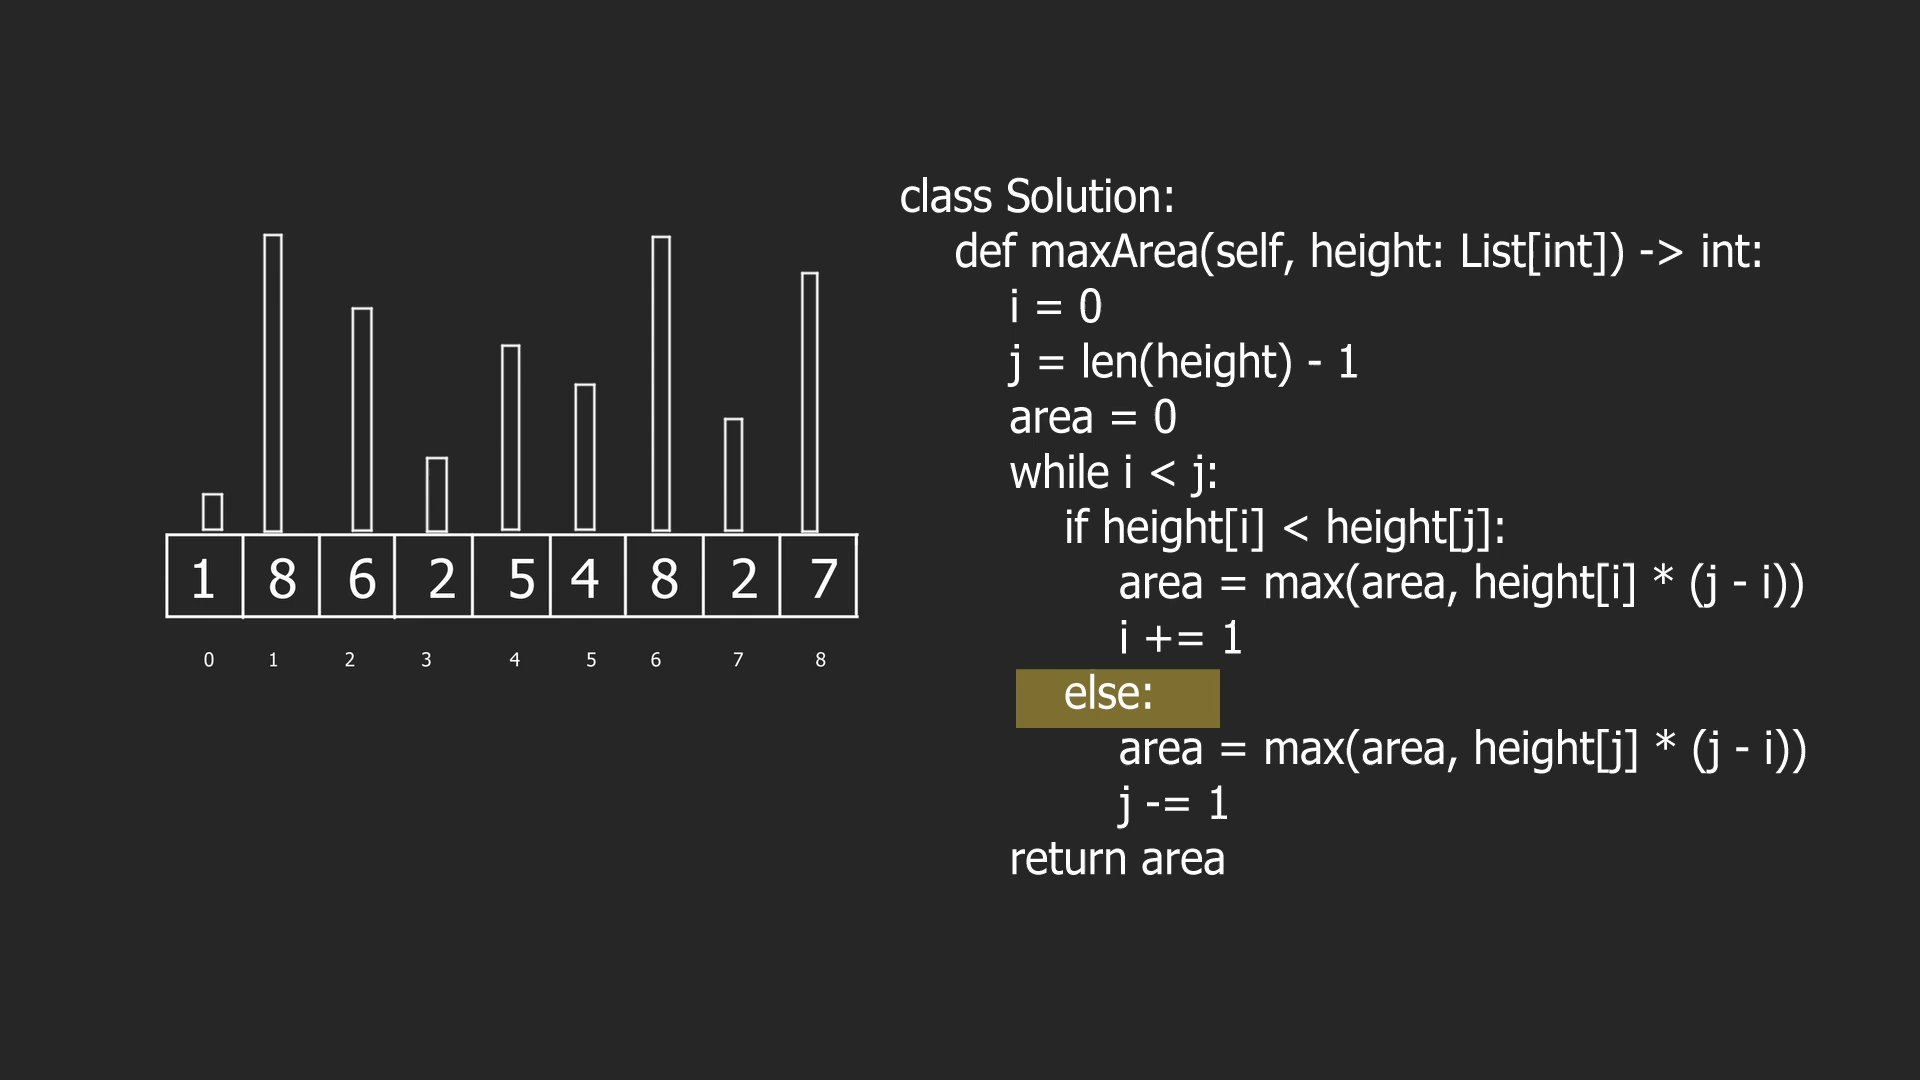 1 8 6 2 5 4 8 2 7
0 1 2 3 4 5 6 7 8
class Solution:
def maxArea(self, height: List[int]) -> int:
i = 0
j = len(height) - 1
area = 0
while i < j:
if height[i] < height[j]:
area = max(area, height[i] * (j - i))
i += 1
else:
area = max(area, height[j] * (j - i))
j -= 1
return area